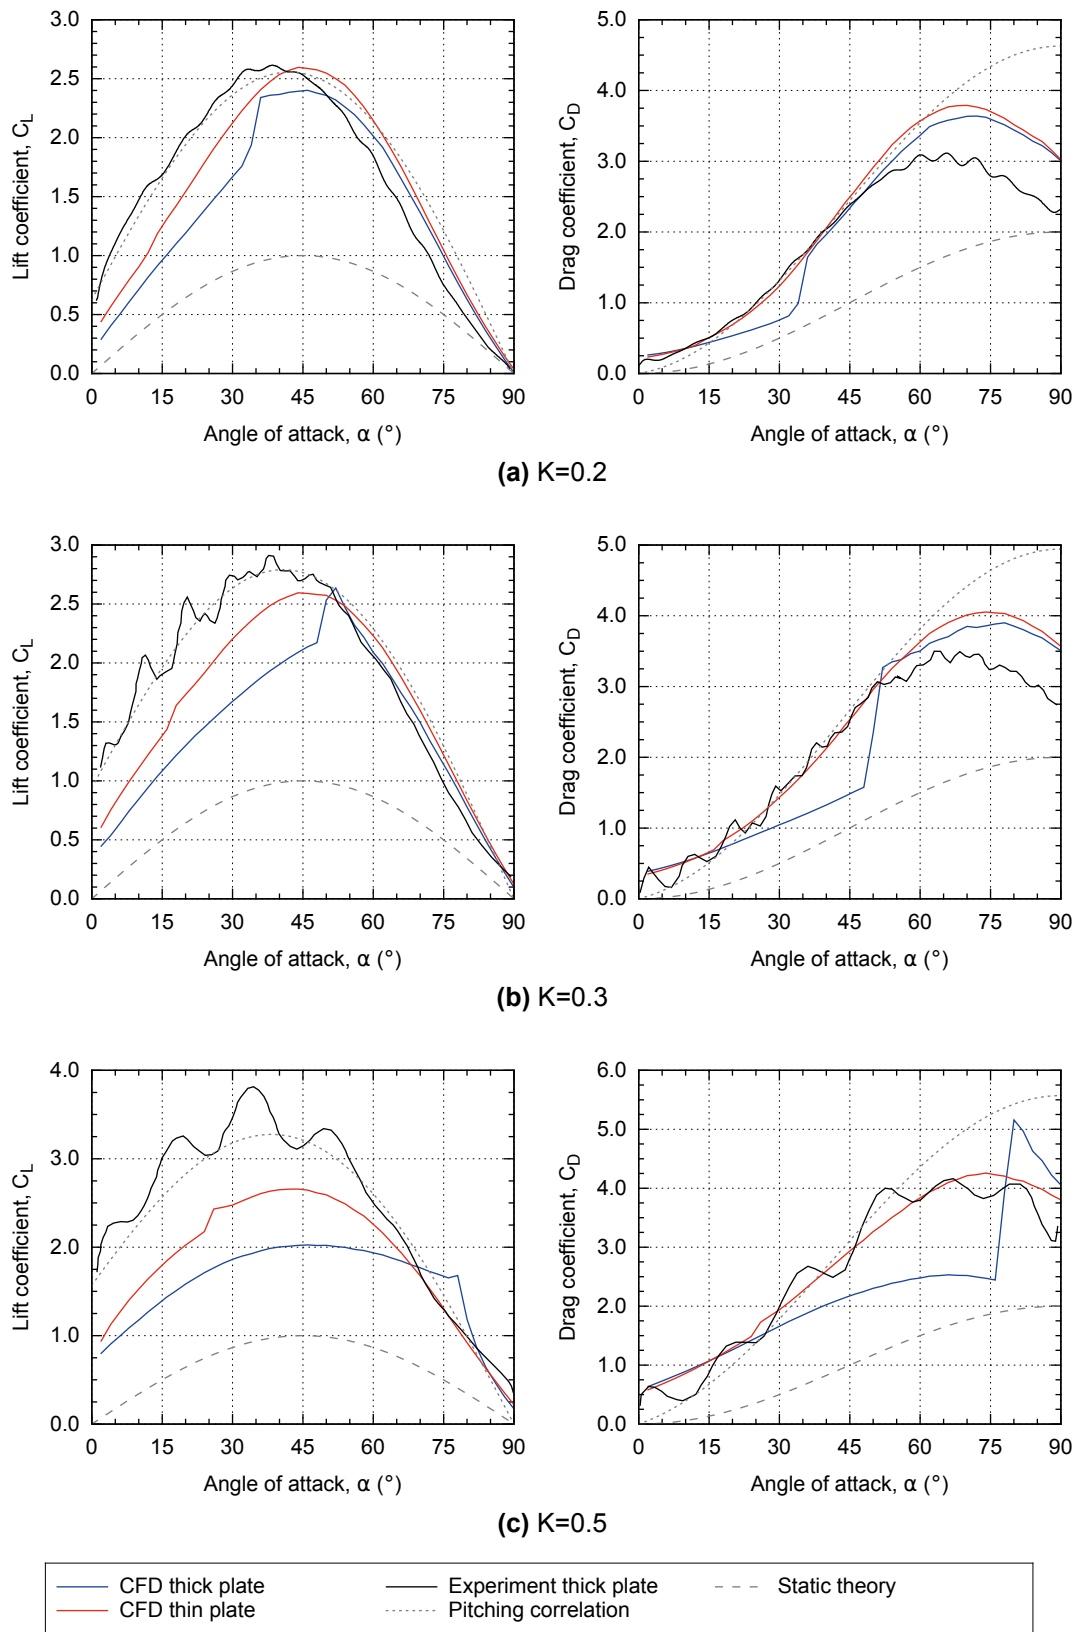 3.0
2.5
2.0
1.5
1.0
0.5
0.0
0 15 30 45 60 75 90
Lift coefficient, C_L
Angle of attack, α (°)
5.0
4.0
3.0
2.0
1.0
0.0
0 15 30 45 60 75 90
Drag coefficient, C_D
Angle of attack, α (°)
(a) K=0.2
3.0
2.5
2.0
1.5
1.0
0.5
0.0
0 15 30 45 60 75 90
Lift coefficient, C_L
Angle of attack, α (°)
5.0
4.0
3.0
2.0
1.0
0.0
0 15 30 45 60 75 90
Drag coefficient, C_D
Angle of attack, α (°)
(b) K=0.3
4.0
3.0
2.0
1.0
0.0
0 15 30 45 60 75 90
Lift coefficient, C_L
Angle of attack, α (°)
6.0
5.0
4.0
3.0
2.0
1.0
0.0
0 15 30 45 60 75 90
Drag coefficient, C_D
Angle of attack, α (°)
(c) K=0.5
CFD thick plate Experiment thick plate Static theory
CFD thin plate Pitching correlation